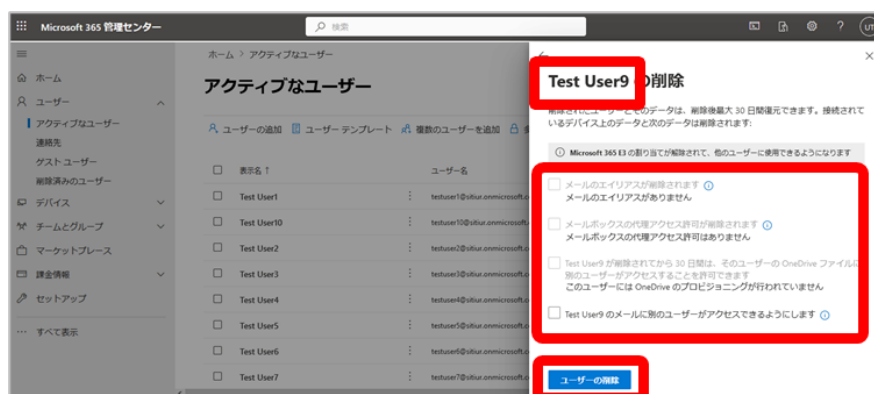 Microsoft 365 管理センター
検索
UT
ホーム
ユーザー
アクティブなユーザー
連絡先
ゲスト ユーザー
削除済みのユーザー
デバイス
チームとグループ
マーケットプレース
課金情報
セットアップ
すべて表示
ホーム > アクティブなユーザー
アクティブなユーザー
ユーザーの追加 ユーザー テンプレート 複数のユーザーを追加
表示名 ↑ ユーザー名
Test User1 testuser1@sitiur.onmicrosoft.c
Test User10 testuser10@sitiur.onmicrosoft.
Test User2 testuser2@sitiur.onmicrosoft.c
Test User3 testuser3@sitiur.onmicrosoft.c
Test User4 testuser4@sitiur.onmicrosoft.c
Test User5 testuser5@sitiur.onmicrosoft.c
Test User6 testuser6@sitiur.onmicrosoft.c
Test User7 testuser7@sitiur.onmicrosoft.c
Test User9 の削除
削除されたユーザーとそのデータは、削除後最大 30 日間復元できます。接続されて
いるデバイス上のデータと次のデータは削除されます:
Microsoft 365 E3 の割り当てが解除されて、他のユーザーに使用できるようになります
メールのエイリアスが削除されます
メールのエイリアスがありません
メールボックスの代理アクセス許可が削除されます
メールボックスの代理アクセス許可はありません
Test User9 が削除されてから 30 日間は、そのユーザーの OneDrive ファイルに
別のユーザーがアクセスすることを許可できます
このユーザーには OneDrive のプロビジョニングが行われていません
Test User9 のメールに別のユーザーがアクセスできるようにします
ユーザーの削除